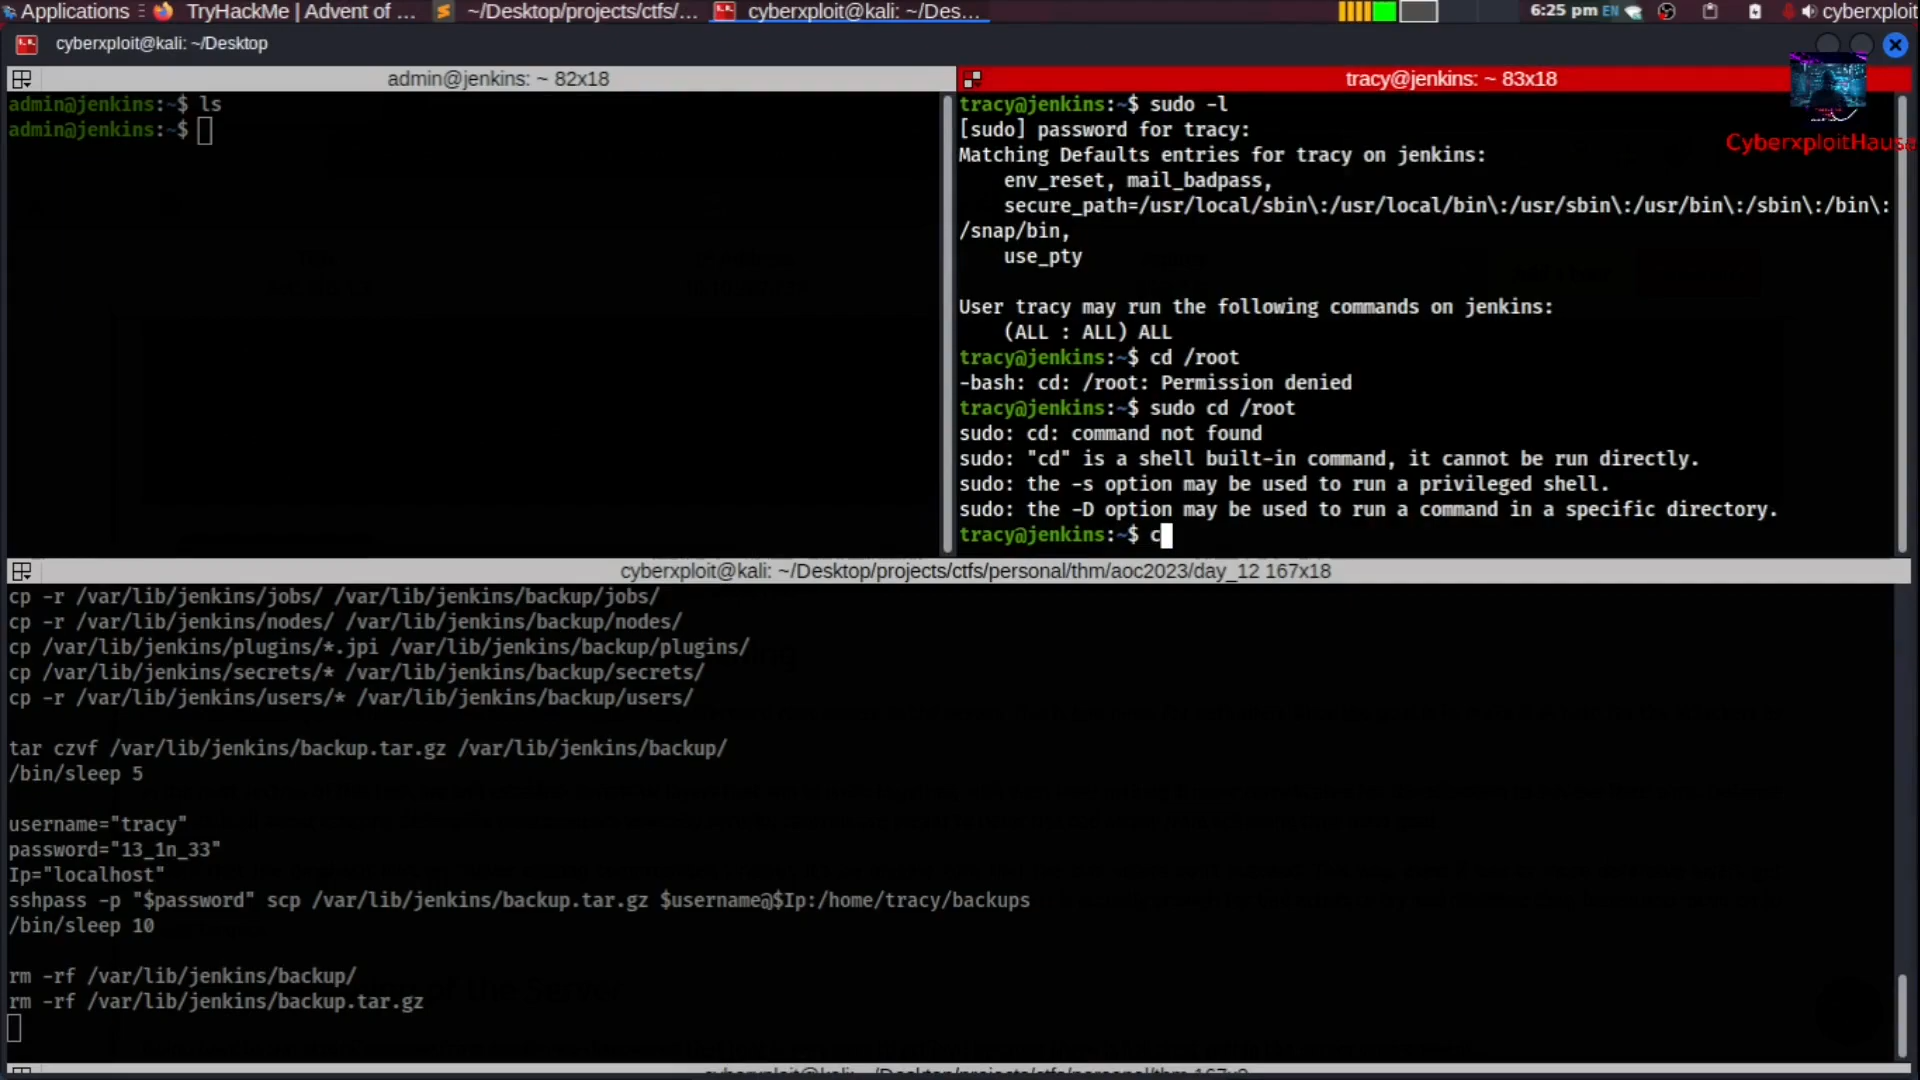 Applications
TryHackMe | Advent of ...
~/Desktop/projects/ctfs/...
cyberxploit@kali: ~/Des...
6:25 pm EN
cyberxploit
cyberxploit@kali: ~/Desktop
admin@jenkins: ~ 82x18
admin@jenkins:~$ ls
admin@jenkins:~$
tracy@jenkins: ~ 83x18
CyberxploitHausa
tracy@jenkins:~$ sudo -l
[sudo] password for tracy:
Matching Defaults entries for tracy on jenkins:
env_reset, mail_badpass,
secure_path=/usr/local/sbin\:/usr/local/bin\:/usr/sbin\:/usr/bin\:/sbin\:/bin\:
/snap/bin,
use_pty
User tracy may run the following commands on jenkins:
(ALL : ALL) ALL
tracy@jenkins:~$ cd /root
-bash: cd: /root: Permission denied
tracy@jenkins:~$ sudo cd /root
sudo: cd: command not found
sudo: "cd" is a shell built-in command, it cannot be run directly.
sudo: the -s option may be used to run a privileged shell.
sudo: the -D option may be used to run a command in a specific directory.
tracy@jenkins:~$ c
cyberxploit@kali: ~/Desktop/projects/ctfs/personal/thm/aoc2023/day_12 167x18
cp -r /var/lib/jenkins/jobs/ /var/lib/jenkins/backup/jobs/
cp -r /var/lib/jenkins/nodes/ /var/lib/jenkins/backup/nodes/
cp /var/lib/jenkins/plugins/*.jpi /var/lib/jenkins/backup/plugins/
cp /var/lib/jenkins/secrets/* /var/lib/jenkins/backup/secrets/
cp -r /var/lib/jenkins/users/* /var/lib/jenkins/backup/users/
tar czvf /var/lib/jenkins/backup.tar.gz /var/lib/jenkins/backup/
/bin/sleep 5
username="tracy"
password="13_1n_33"
Ip="localhost"
sshpass -p "$password" scp /var/lib/jenkins/backup.tar.gz $username@$Ip:/home/tracy/backups
/bin/sleep 10
rm -rf /var/lib/jenkins/backup/
rm -rf /var/lib/jenkins/backup.tar.gz